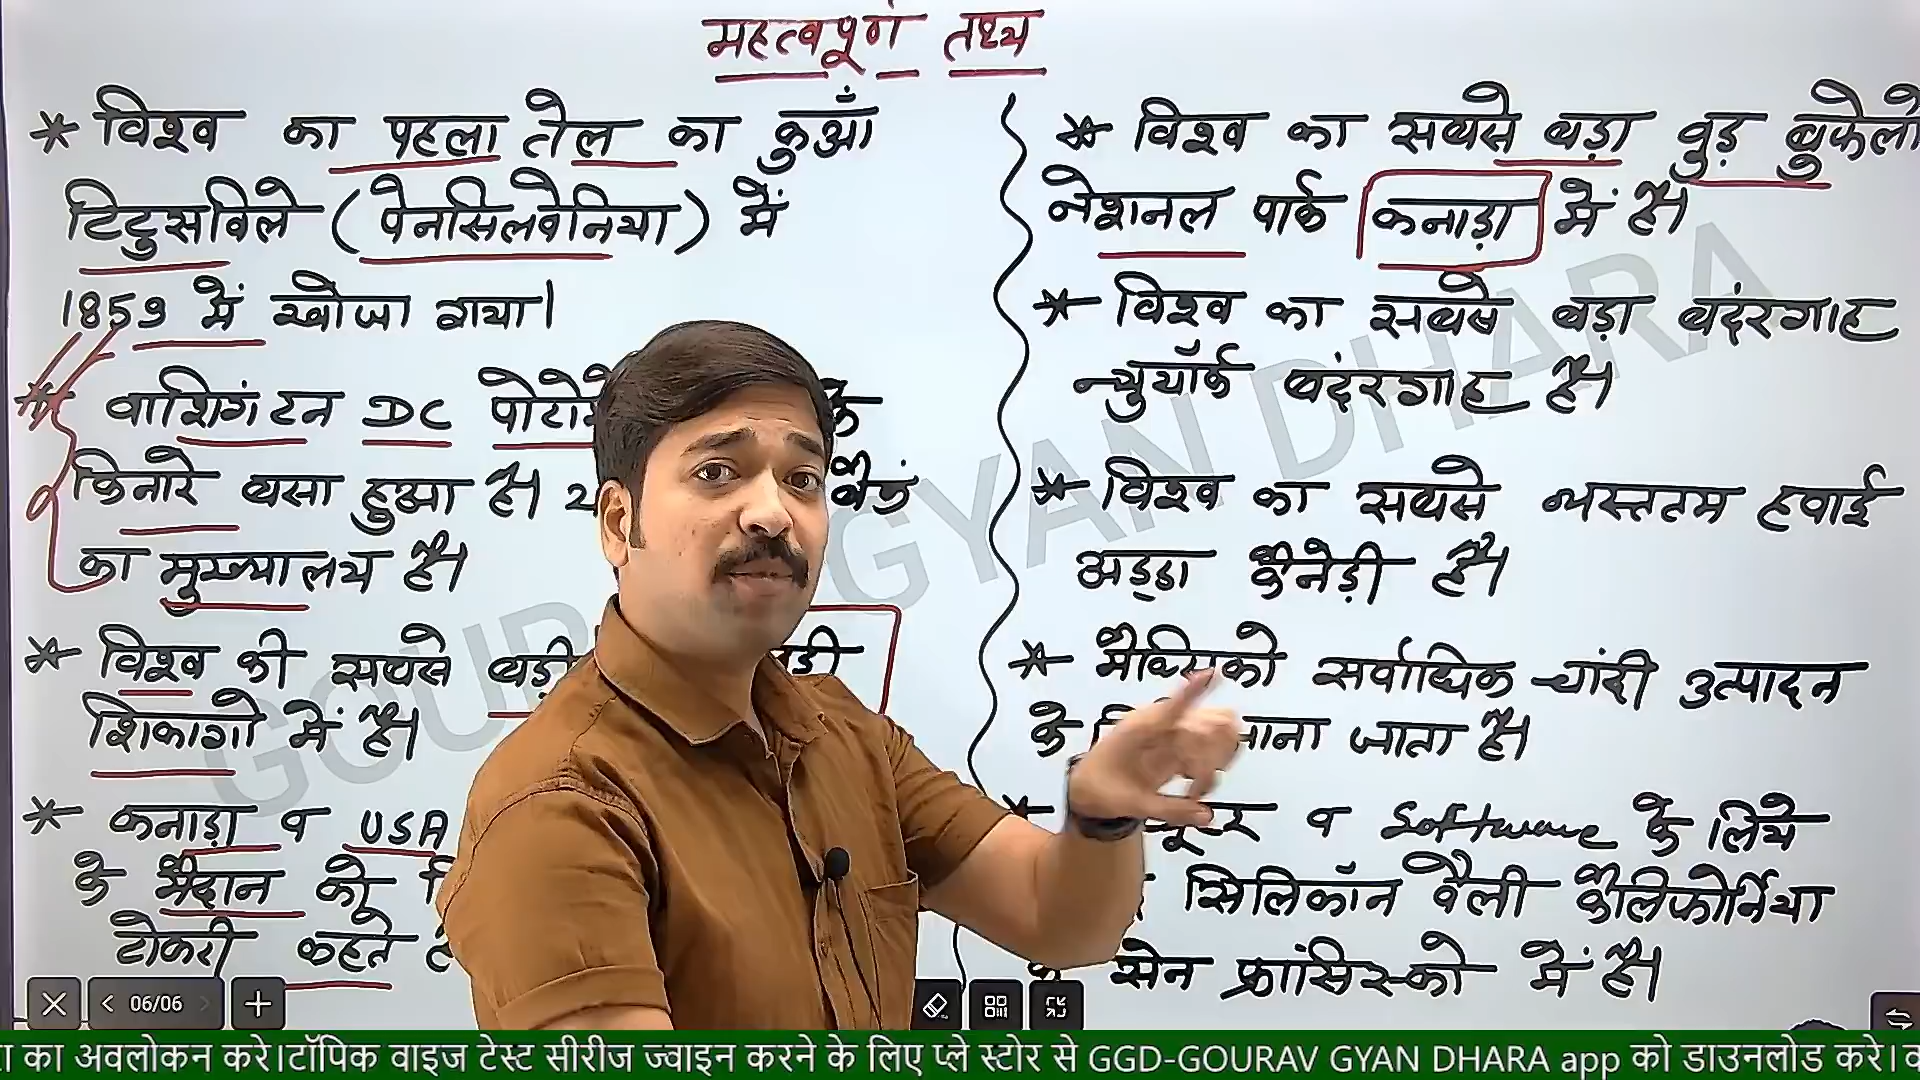 महत्वपूर्ण तथ्य
* विश्व का पहला तेल का कुआँ
टिटुसविले (पेनसिलवेनिया) में
1859 में खोजा गया।
* वाशिगंटन DC
किनारे बसा हुआ है।
का मुख्यालय है।
* विश्व की सबसे बड़ी
शिकागो में है।
* कनाड़ा व USA
के मैदान को
टोकरी कहते
* विश्व का सबसे बड़ा वुड़ बुफेलो
नेशनल पार्क कनाड़ा में है।
* विश्व का सबसे बड़ा बंदरगाह
न्युयॉर्क बंदरगाह है।
* विश्व का सबसे व्यस्ततम हवाई
अड्डा कैनेड़ी है।
* मैक्सिको सर्वाधिक चांदी उत्पादन
के जाना जाता है।
* व Software के लिये
सिलिकॉन वैली कैलिफोर्निया
के सेन फ्रांसिस्को में है।
GOURAV GYAN DHARA
06/06
का अवलोकन करे।टॉपिक वाइज टेस्ट सीरीज ज्वाइन करने के लिए प्ले स्टोर से GGD-GOURAV GYAN DHARA app को डाउनलोड करे।